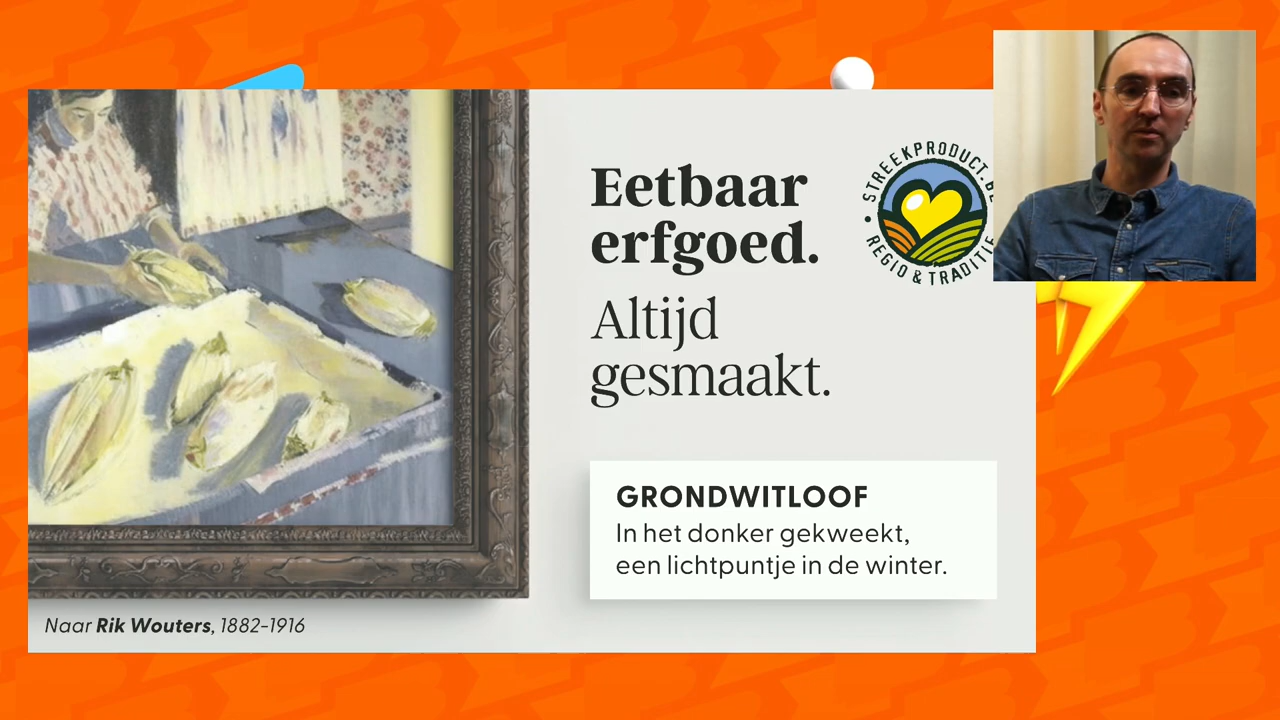 Eetbaar
erfgoed.
Altijd
gesmaakt.
STREEKPRODUCT.BE
REGIO & TRADITIE
GRONDWITLOOF
In het donker gekweekt,
een lichtpuntje in de winter.
Naar Rik Wouters, 1882-1916